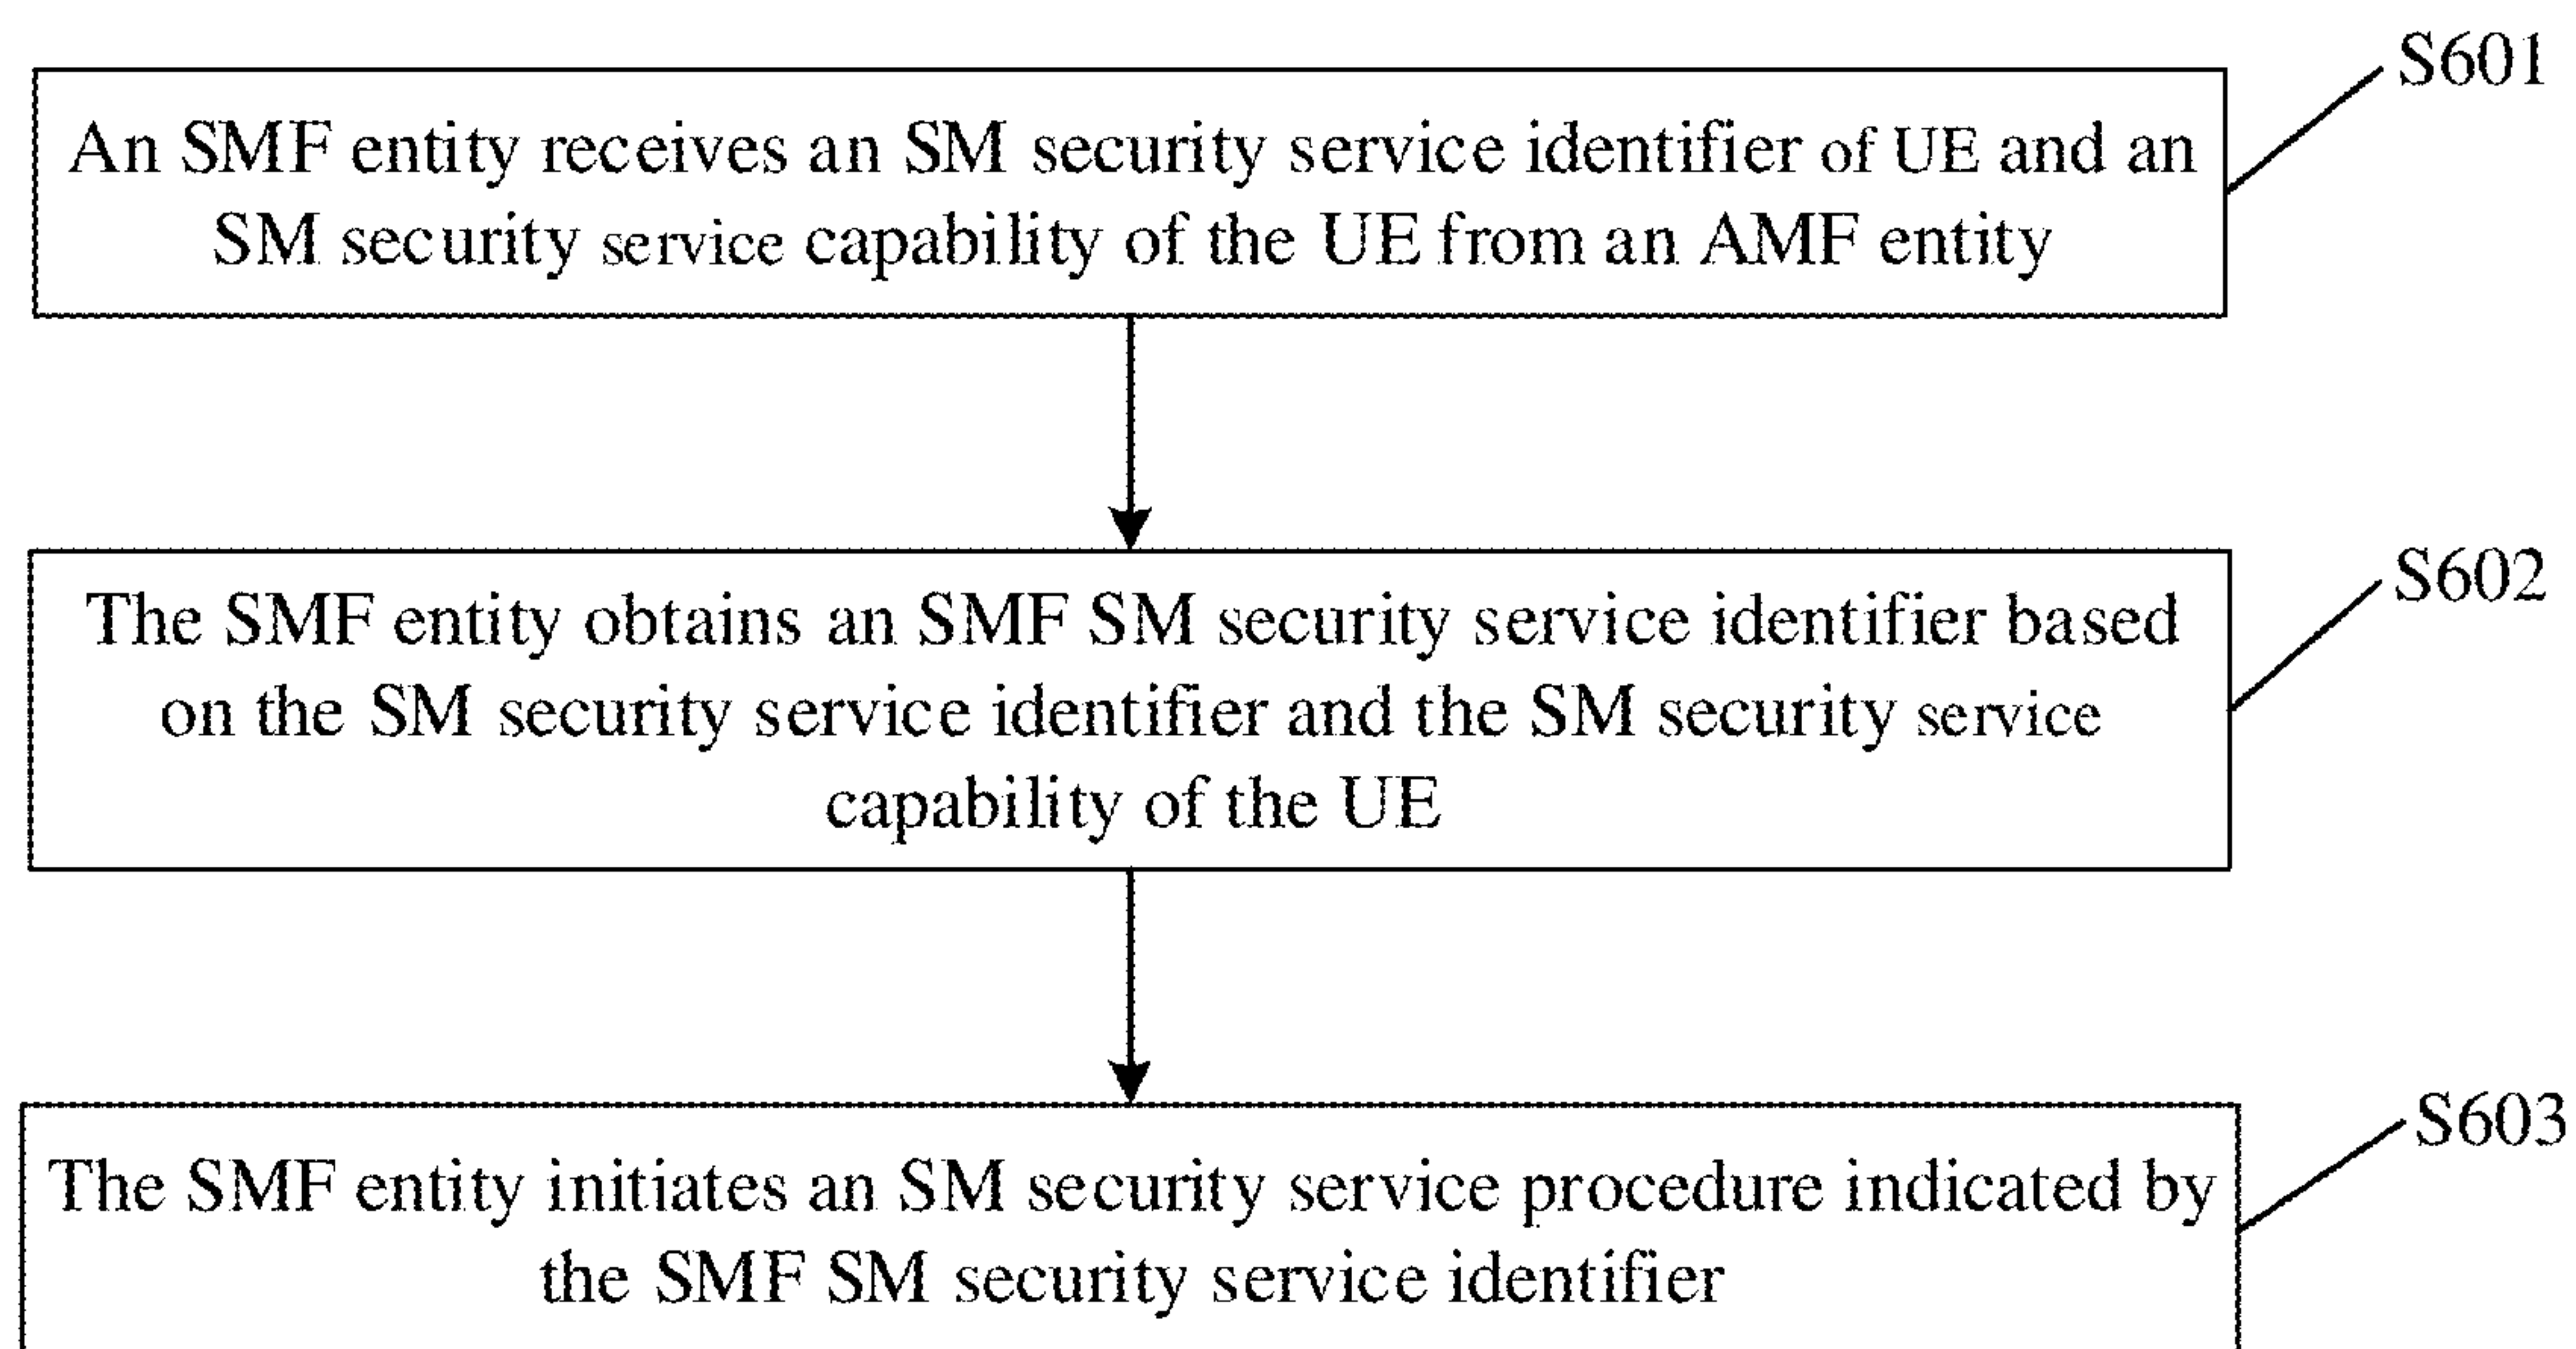 S601
An SMF entity receives an SM security service identifier of UE and an
SM security service capability of the UE from an AMF entity
S602
The SMF entity obtains an SMF SM security service identifier based
on the SM security service identifier and the SM security service
capability of the UE
S603
The SMF entity initiates an SM security service procedure indicated by
the SMF SM security service identifier